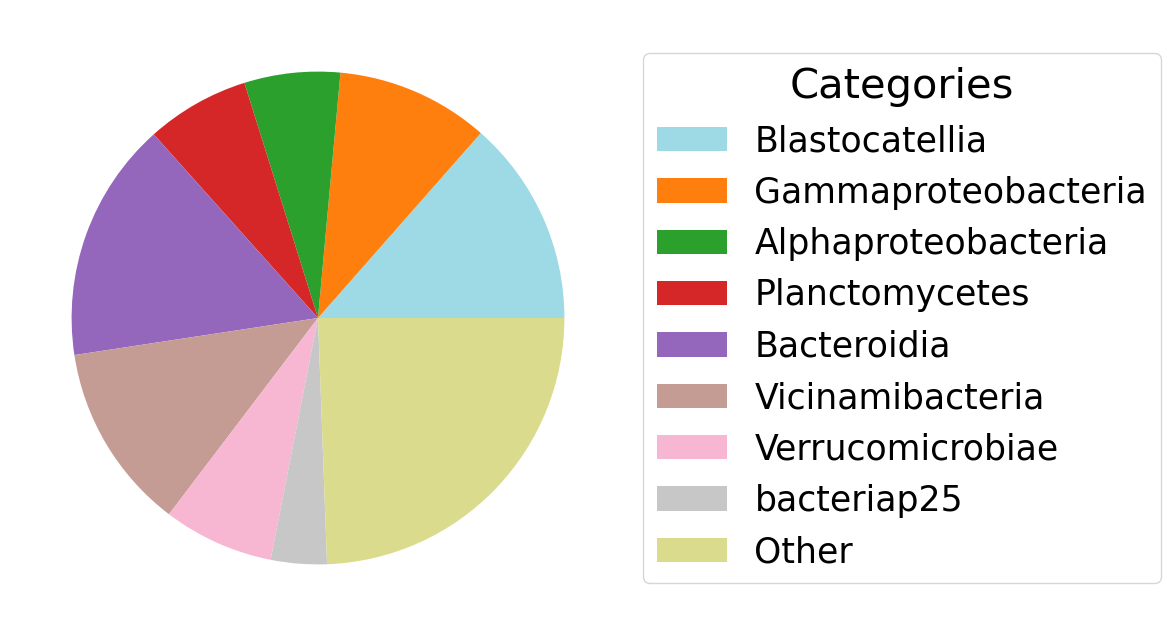 Categories
Blastocatellia
Gammaproteobacteria
Alphaproteobacteria
Planctomycetes
Bacteroidia
Vicinamibacteria
Verrucomicrobiae
bacteriap25
Other